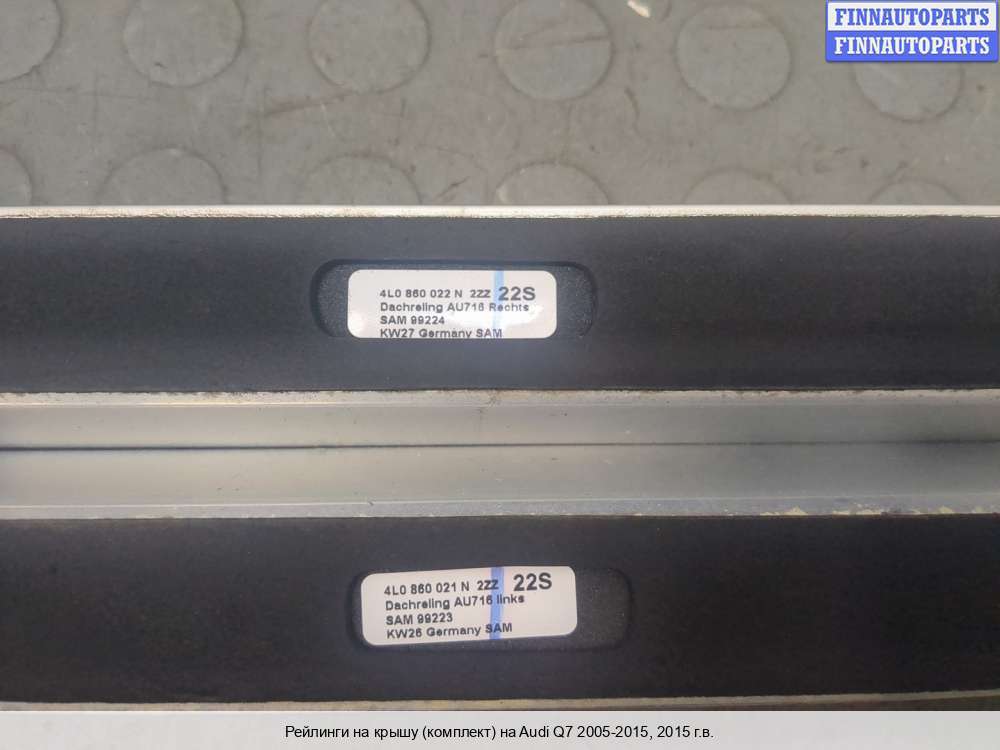 FINNAUTOPARTS
FINNAUTOPARTS
4L0 860 022 N 2ZZ 22S
Dachreling AU716 Rechts
SAM 99224
KW27 Germany SAM
4L0 860 021 N 2ZZ 22S
Dachreling AU716 links
SAM 99223
KW26 Germany SAM
Рейлинги на крышу (комплект) на Audi Q7 2005-2015, 2015 г.в.